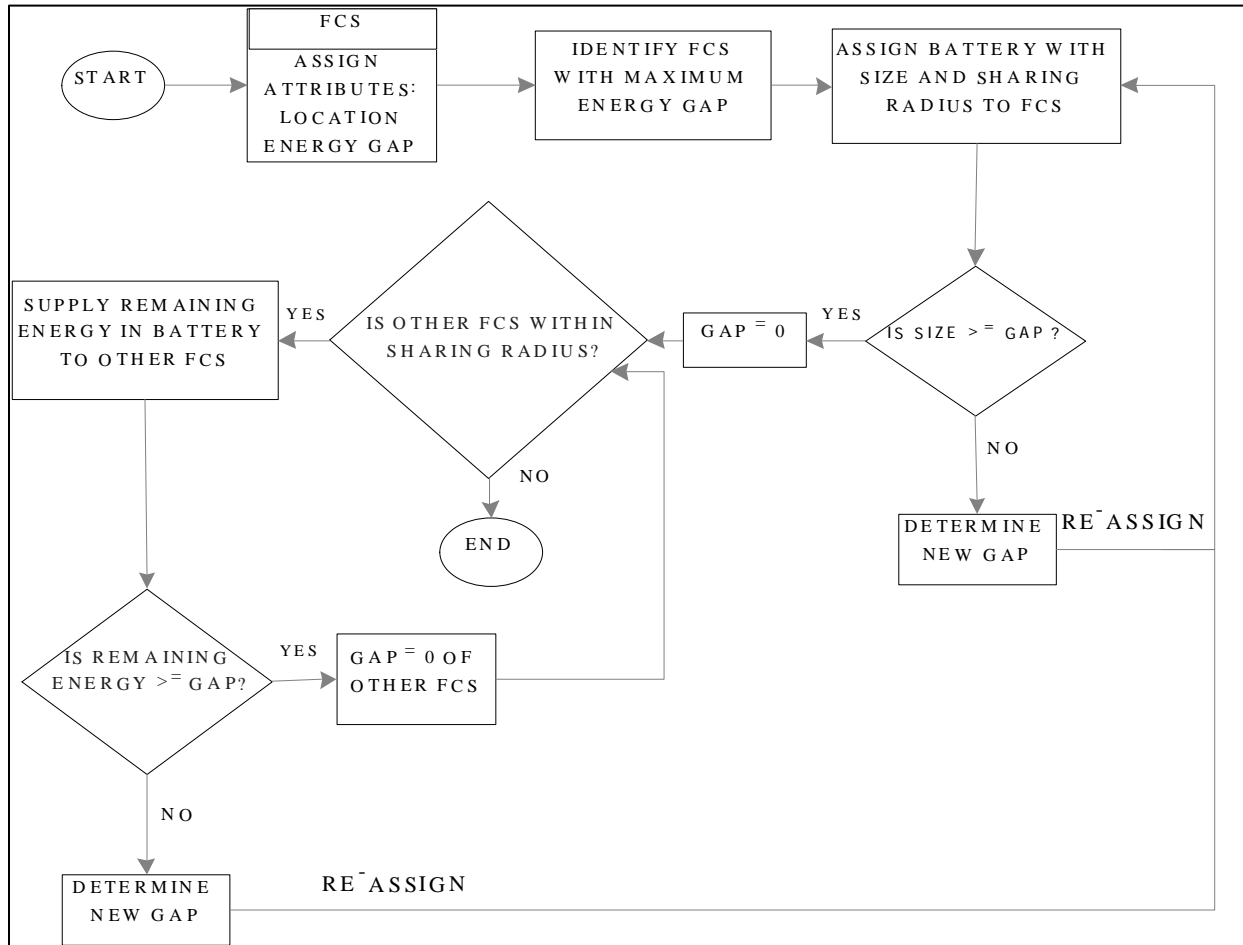 START
FCS
ASSIGN
ATTRIBUTES:
LOCATION
ENERGY GAP
IDENTIFY FCS
WITH MAXIMUM
ENERGY GAP
ASSIGN BATTERY WITH
SIZE AND SHARING
RADIUS TO FCS
IS SIZE >= GAP ?
YES
GAP = 0
NO
DETERMINE
NEW GAP
RE-ASSIGN
IS OTHER FCS WITHIN
SHARING RADIUS?
YES
NO
END
SUPPLY REMAINING
ENERGY IN BATTERY
TO OTHER FCS
IS REMAINING
ENERGY >= GAP?
YES
GAP = 0 OF
OTHER FCS
NO
DETERMINE
NEW GAP
RE-ASSIGN